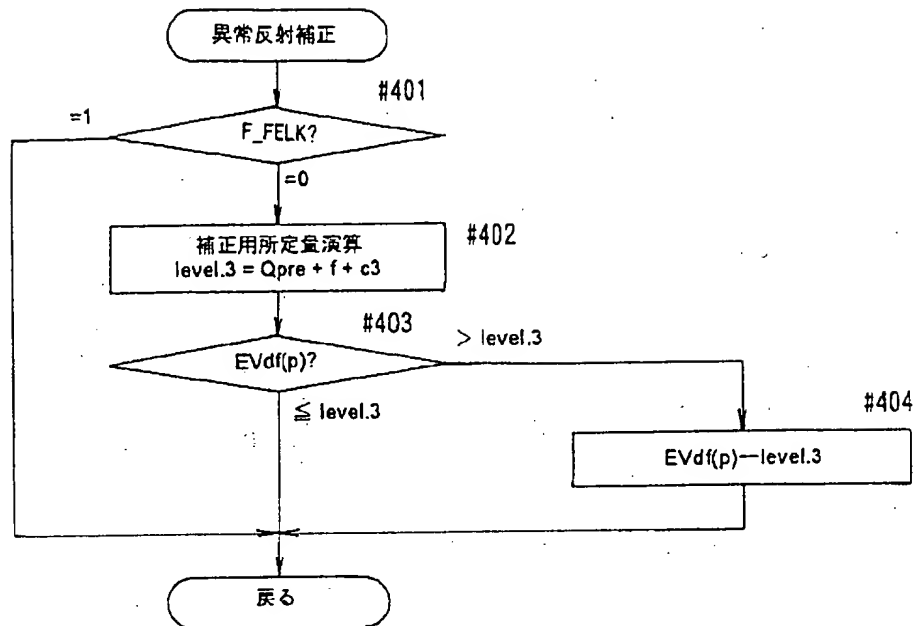 異常反射補正
#401
=1
F_FELK?
=0
補正用所定量演算
level.3 = Qpre + f + c3
#402
#403
EVdf(p)?
> level.3
≦ level.3
#404
EVdf(p)―level.3
戻る